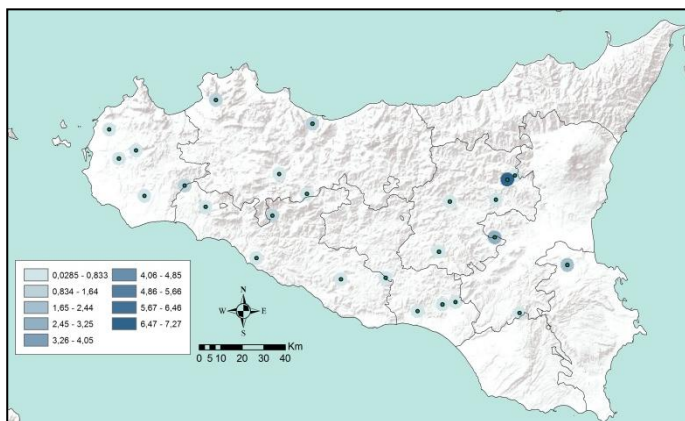 0,0285 - 0,833
0,834 - 1,64
1,65 - 2,44
2,45 - 3,25
3,26 - 4,05
4,06 - 4,85
4,86 - 5,66
5,67 - 6,46
6,47 - 7,27
N
W E
S
Km
0 5 10 20 30 40